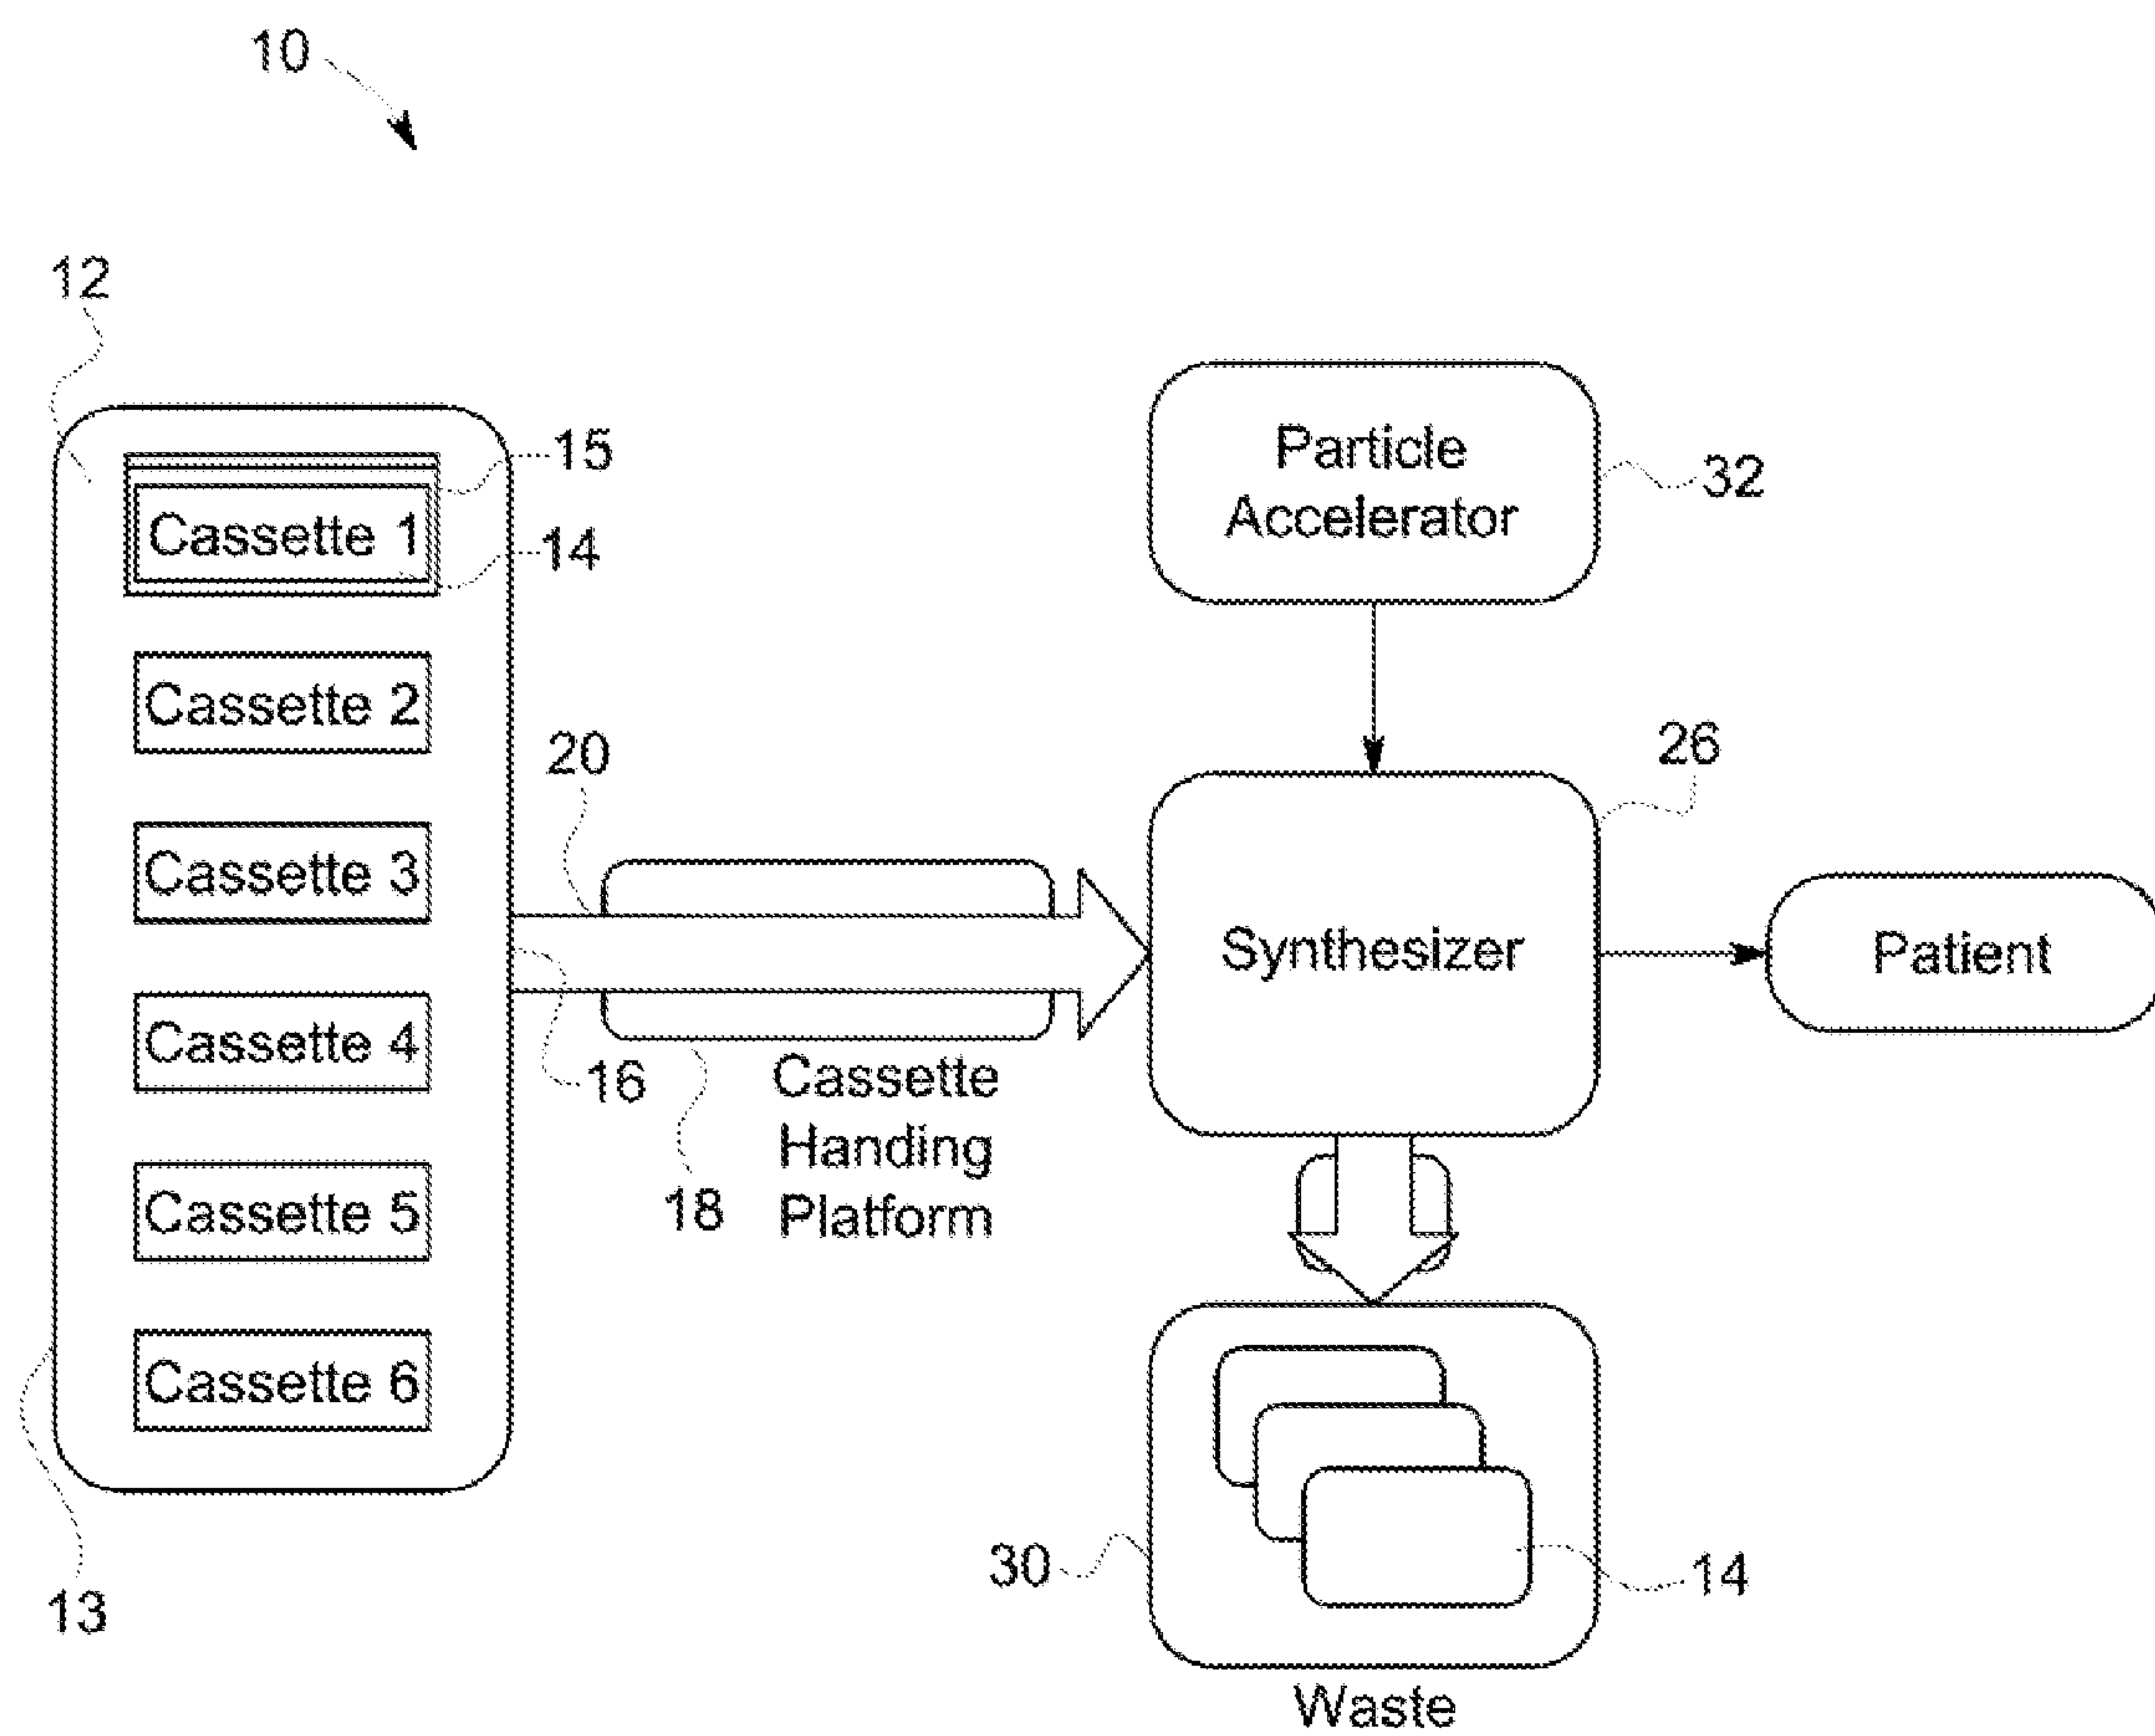 10
12
15
Cassette 1
14
Particle
Accelerator
32
Cassette 2
20
26
Cassette 3
Synthesizer
Patient
Cassette 4
16
Cassette
Handing
Platform
18
Cassette 5
Cassette 6
13
30
14
Waste